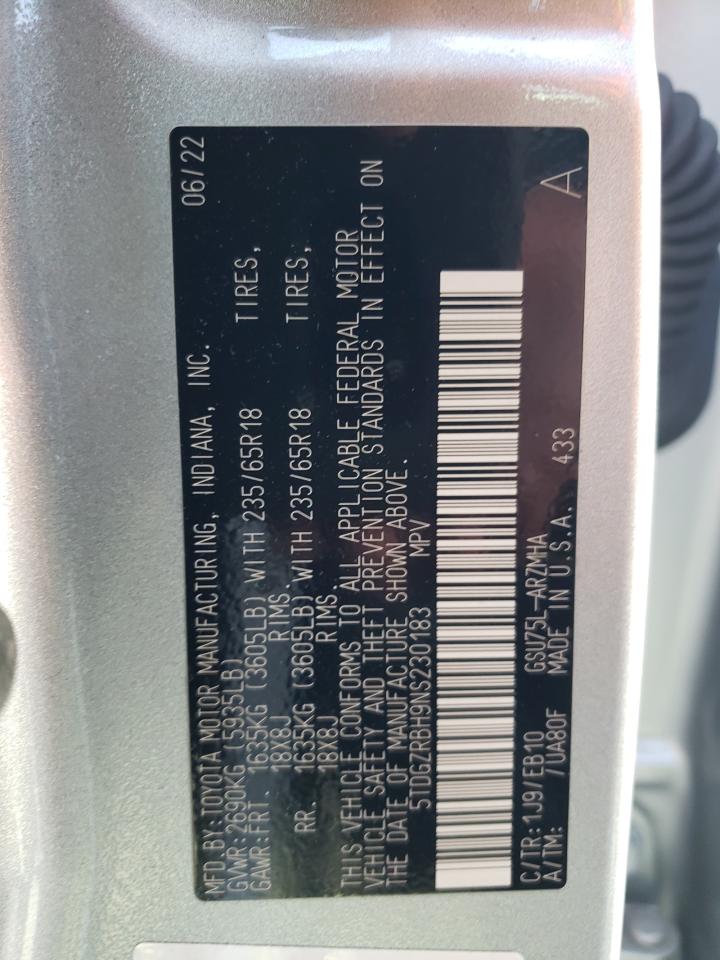 MFD.BY:TOYOTA MOTOR MANUFACTURING, INDIANA, INC. 06/22
GVWR:2690KG (5935LB)
GAWR:FRT. 1635KG (3605LB) WITH 235/65R18 TIRES,
18X8J RIMS.
RR. 1635KG (3605LB) WITH 235/65R18 TIRES,
18X8J RIMS.
THIS VEHICLE CONFORMS TO ALL APPLICABLE FEDERAL MOTOR
VEHICLE SAFETY AND THEFT PREVENTION STANDARDS IN EFFECT ON
THE DATE OF MANUFACTURE SHOWN ABOVE.
5TDGZRBH9NS230183 MPV
C/TR:1J9/EB10 GSU75L-ARZMHA
A/TM: /UA80F MADE IN U.S.A. 433 A